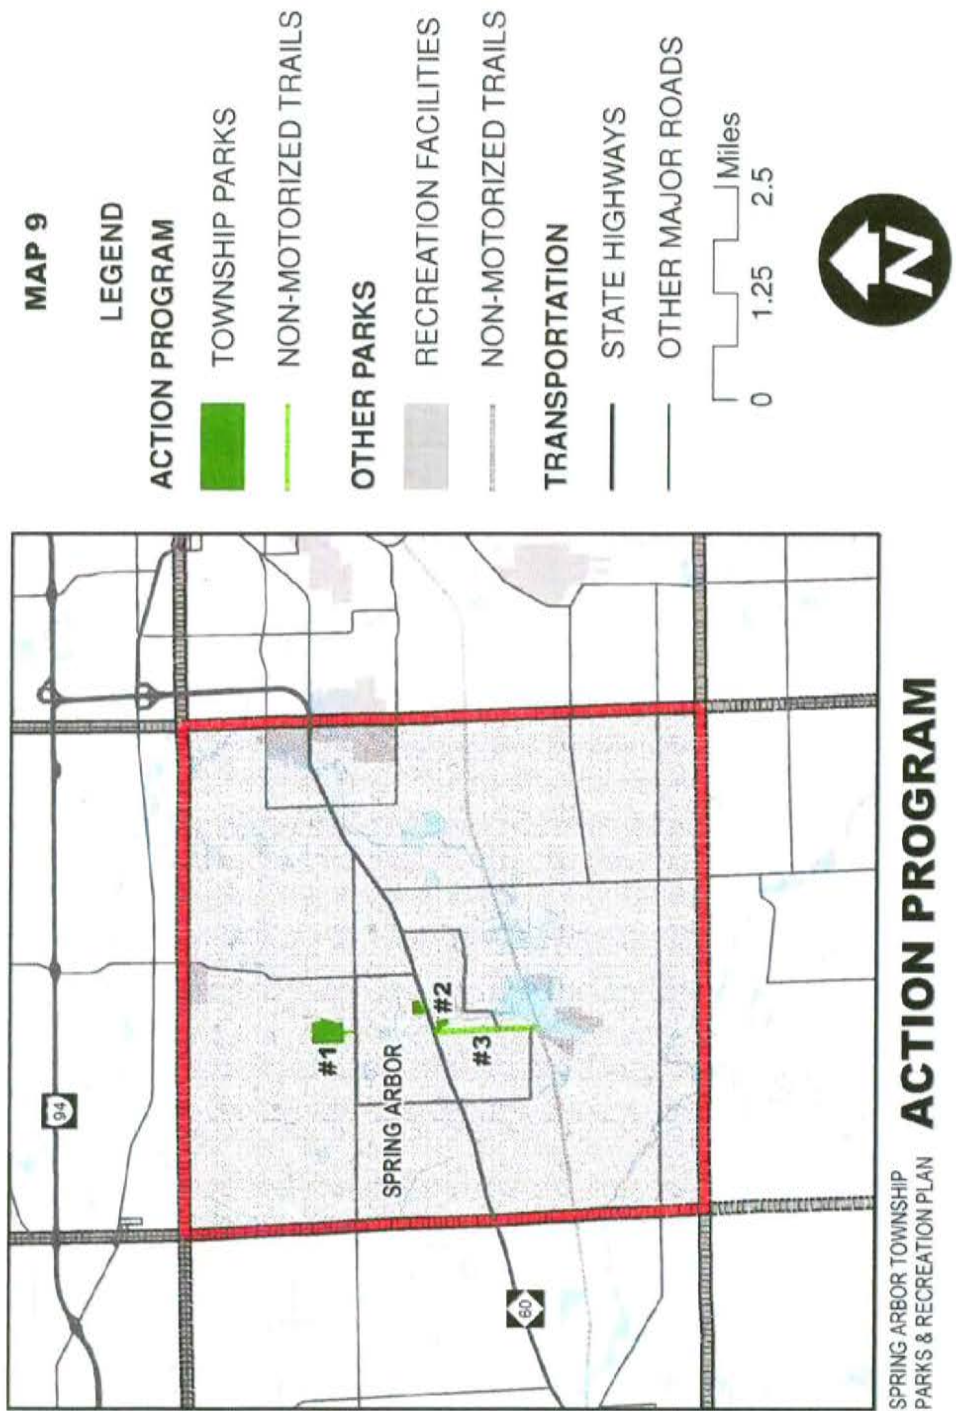 MAP 9
LEGEND
ACTION PROGRAM
TOWNSHIP PARKS
NON-MOTORIZED TRAILS
OTHER PARKS
RECREATION FACILITIES
NON-MOTORIZED TRAILS
TRANSPORTATION
STATE HIGHWAYS
OTHER MAJOR ROADS
Miles
0 1.25 2.5
N
94
#1
SPRING ARBOR
#2
#3
60
SPRING ARBOR TOWNSHIP
PARKS & RECREATION PLAN
ACTION PROGRAM